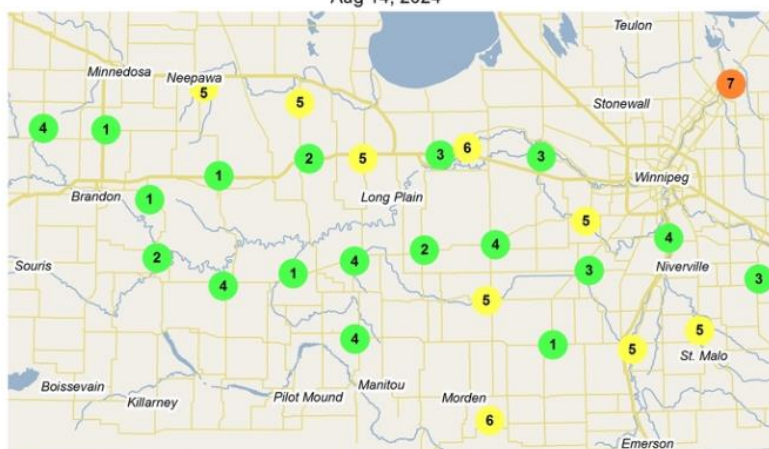 Aug 14, 2024
Teulon
Minnedosa
Neepawa
7
5
5
Stonewall
4
1
6
3
3
2
5
1
Winnipeg
Brandon
1
Long Plain
5
4
2
4
2
4
Souris
Niverville
3
1
3
4
5
5
4
1
5
St. Malo
Boissevain
Manitou
Killarney
Pilot Mound
Morden
6
Emerson